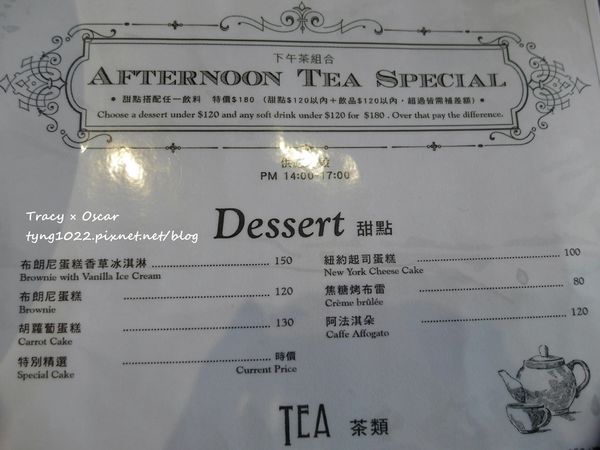 下午茶組合
AFTERNOON TEA SPECIAL
● 甜點搭配任一飲料 特價$180 (甜點$120以內＋飲品$120以內，超過皆需補差額) ●
Choose a dessert under $120 and any soft drink under $120 for $180 . Over that pay the difference.
PM 14:00-17:00
Tracy × Oscar
tyng1022.pixnet.net/blog
Dessert 甜點
布朗尼蛋糕香草冰淇淋 150
Brownie with Vanilla Ice Cream
布朗尼蛋糕 120
Brownie
胡蘿蔔蛋糕 130
Carrot Cake
特別精選 時價
Special Cake Current Price
紐約起司蛋糕 100
New York Cheese Cake
焦糖烤布雷 80
Crème brûlée
阿法淇朵 120
Caffe Affogato
TEA 茶類